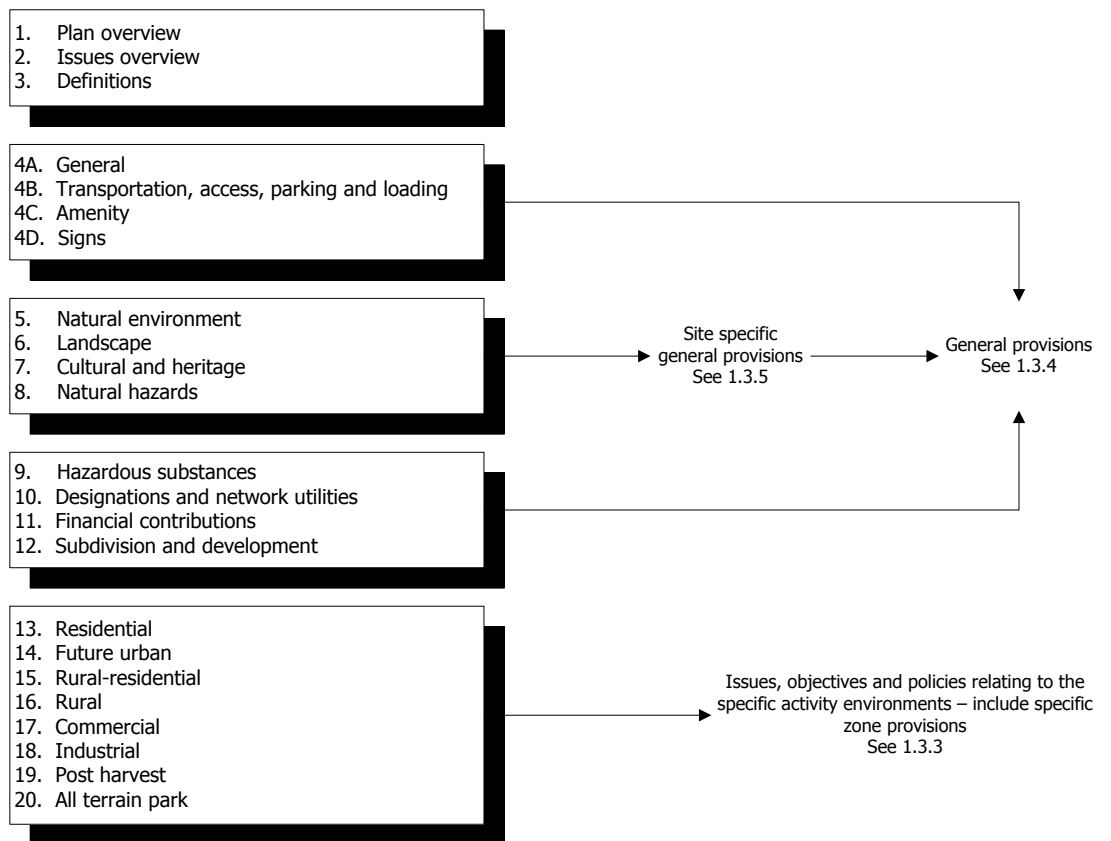 1. Plan overview
2. Issues overview
3. Definitions
4A. General
4B. Transportation, access, parking and loading
4C. Amenity
4D. Signs
5. Natural environment
6. Landscape
7. Cultural and heritage
8. Natural hazards
Site specific
general provisions
See 1.3.5
General provisions
See 1.3.4
9. Hazardous substances
10. Designations and network utilities
11. Financial contributions
12. Subdivision and development
13. Residential
14. Future urban
15. Rural-residential
16. Rural
17. Commercial
18. Industrial
19. Post harvest
20. All terrain park
Issues, objectives and policies relating to the
specific activity environments – include specific
zone provisions
See 1.3.3